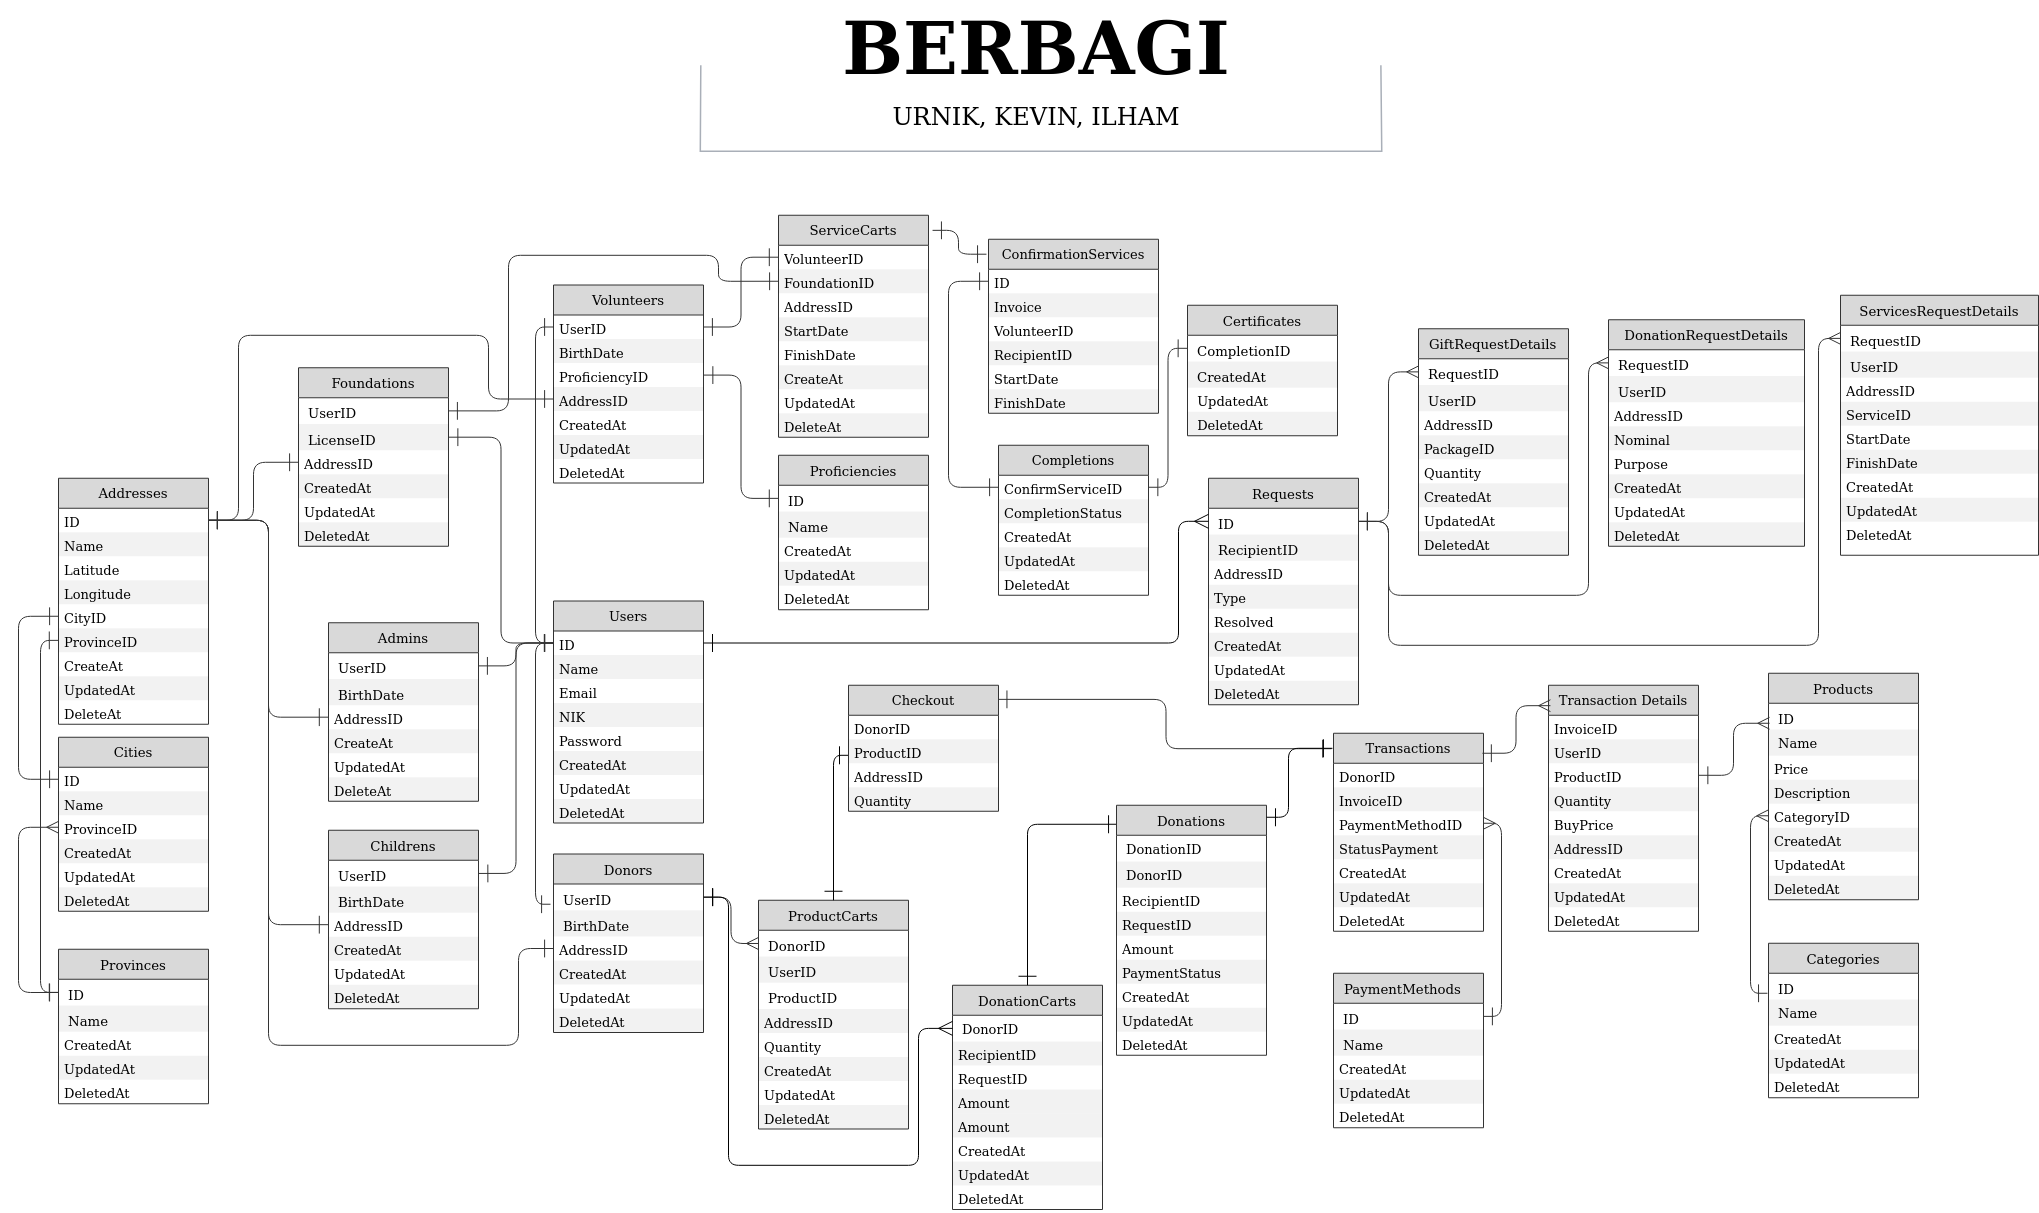 BERBAGI
URNIK, KEVIN, ILHAM
ServiceCarts
VolunteerID
FoundationID
AddressID
StartDate
FinishDate
CreateAt
UpdatedAt
DeleteAt
ConfirmationServices
ID
Invoice
VolunteerID
RecipientID
StartDate
FinishDate
Volunteers
UserID
BirthDate
ProficiencyID
AddressID
CreatedAt
UpdatedAt
DeletedAt
Certificates
CompletionID
CreatedAt
UpdatedAt
DeletedAt
GiftRequestDetails
RequestID
UserID
AddressID
PackageID
Quantity
CreatedAt
UpdatedAt
DeletedAt
DonationRequestDetails
RequestID
UserID
AddressID
Nominal
Purpose
CreatedAt
UpdatedAt
DeletedAt
ServicesRequestDetails
RequestID
UserID
AddressID
ServiceID
StartDate
FinishDate
CreatedAt
UpdatedAt
DeletedAt
Foundations
UserID
LicenseID
AddressID
CreatedAt
UpdatedAt
DeletedAt
Proficiencies
ID
Name
CreatedAt
UpdatedAt
DeletedAt
Completions
ConfirmServiceID
CompletionStatus
CreatedAt
UpdatedAt
DeletedAt
Requests
ID
RecipientID
AddressID
Type
Resolved
CreatedAt
UpdatedAt
DeletedAt
Addresses
ID
Name
Latitude
Longitude
CityID
ProvinceID
CreateAt
UpdatedAt
DeleteAt
Admins
UserID
BirthDate
AddressID
CreateAt
UpdatedAt
DeleteAt
Users
ID
Name
Email
NIK
Password
CreatedAt
UpdatedAt
DeletedAt
Checkout
DonorID
ProductID
AddressID
Quantity
Transactions
DonorID
InvoiceID
PaymentMethodID
StatusPayment
CreatedAt
UpdatedAt
DeletedAt
Transaction Details
InvoiceID
UserID
ProductID
Quantity
BuyPrice
AddressID
CreatedAt
UpdatedAt
DeletedAt
Products
ID
Name
Price
Description
CategoryID
CreatedAt
UpdatedAt
DeletedAt
Cities
ID
Name
ProvinceID
CreatedAt
UpdatedAt
DeletedAt
Childrens
UserID
BirthDate
AddressID
CreatedAt
UpdatedAt
DeletedAt
Donors
UserID
BirthDate
AddressID
CreatedAt
UpdatedAt
DeletedAt
ProductCarts
DonorID
UserID
ProductID
AddressID
Quantity
CreatedAt
UpdatedAt
DeletedAt
DonationCarts
DonorID
RecipientID
RequestID
Amount
Amount
CreatedAt
UpdatedAt
DeletedAt
Donations
DonationID
DonorID
RecipientID
RequestID
Amount
PaymentStatus
CreatedAt
UpdatedAt
DeletedAt
Provinces
ID
Name
CreatedAt
UpdatedAt
DeletedAt
PaymentMethods
ID
Name
CreatedAt
UpdatedAt
DeletedAt
Categories
ID
Name
CreatedAt
UpdatedAt
DeletedAt